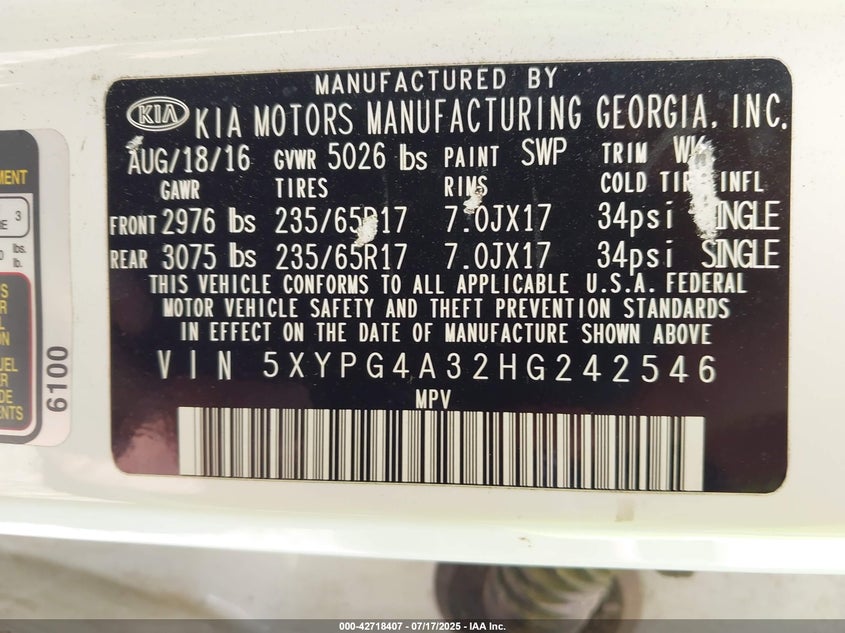 MANUFACTURED BY
KIA KIA MOTORS MANUFACTURING GEORGIA, INC.
AUG/18/16 GVWR 5026 lbs PAINT SWP TRIM
GAWR TIRES RIMS COLD TIRE INFL
FRONT 2976 lbs 235/65R17 7.0JX17 34psi SINGLE
REAR 3075 lbs 235/65R17 7.0JX17 34psi SINGLE
THIS VEHICLE CONFORMS TO ALL APPLICABLE U.S.A. FEDERAL
MOTOR VEHICLE SAFETY AND THEFT PREVENTION STANDARDS
IN EFFECT ON THE DATE OF MANUFACTURE SHOWN ABOVE
VIN 5XYPG4A32HG242546
MPV
6100
000-42718407 - 07/17/2025 - IAA Inc.